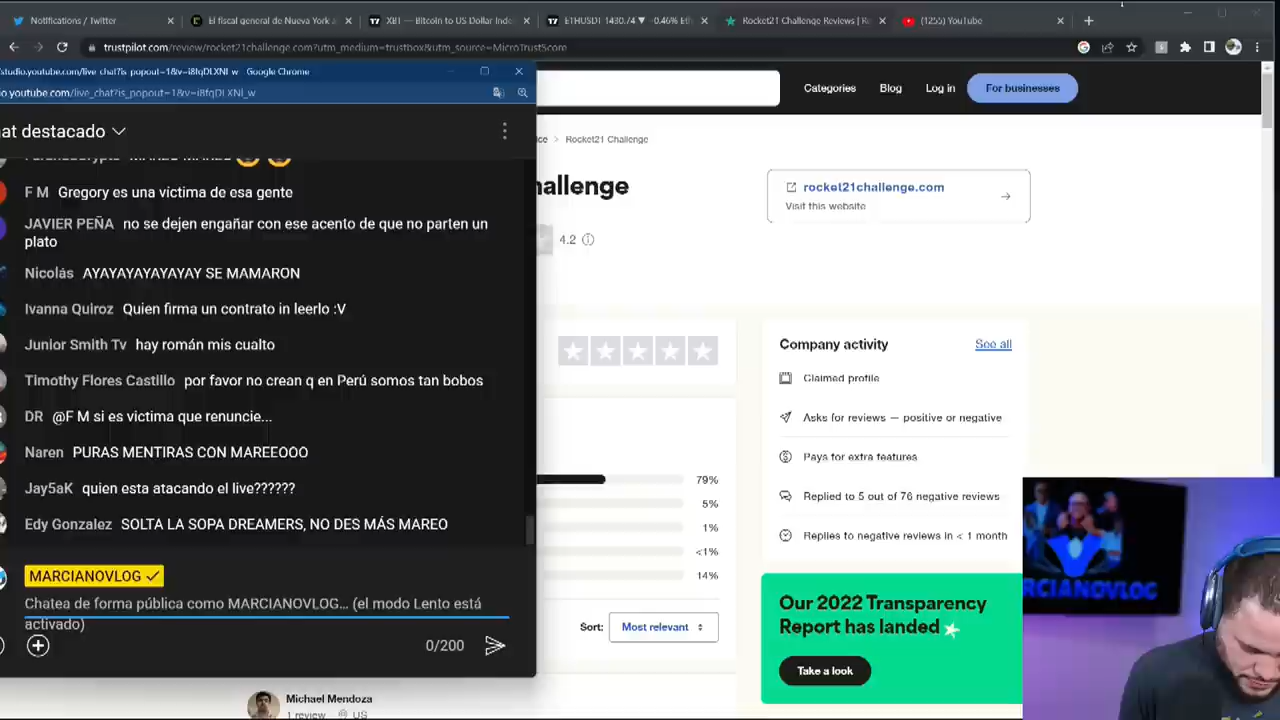 Notifications / Twitter
El fiscal general de Nueva York a
XBT — Bitcoin to US Dollar Index
ETHUSDT 1430.74 ▼ −0.46% Eth
Rocket21 Challenge Reviews | R
(1255) YouTube
trustpilot.com/review/rocket21challenge.com?utm_medium=trustbox&utm_source=MicroTrustScore
studio.youtube.com/live_chat?is_popout=1&v=i8fqDLXNl_w - Google Chrome
io.youtube.com/live_chat?is_popout=1&v=i8fqDLXNl_w
Categories
Blog
Log in
For businesses
at destacado
F M Gregory es una víctima de esa gente
JAVIER PEÑA no se dejen engañar con ese acento de que no parten un
plato
Nicolás AYAYAYAYAYAYAY SE MAMARON
Ivanna Quiroz Quien firma un contrato in leerlo :V
Junior Smith Tv hay román mis cualto
Timothy Flores Castillo por favor no crean q en Perú somos tan bobos
DR @F M si es victima que renuncie...
Naren PURAS MENTIRAS CON MAREEOOO
Jay5aK quien esta atacando el live??????
Edy Gonzalez SOLTA LA SOPA DREAMERS, NO DES MÁS MAREO
MARCIANOVLOG
Chatea de forma pública como MARCIANOVLOG... (el modo Lento está
activado)
0/200
Rocket21 Challenge
hallenge
4.2
rocket21challenge.com
Visit this website
Company activity
See all
Claimed profile
Asks for reviews — positive or negative
Pays for extra features
Replied to 5 out of 76 negative reviews
Replies to negative reviews in < 1 month
79%
5%
1%
<1%
14%
Sort:
Most relevant
Our 2022 Transparency
Report has landed
Take a look
Michael Mendoza
1 review
US
RCIANOVLOG